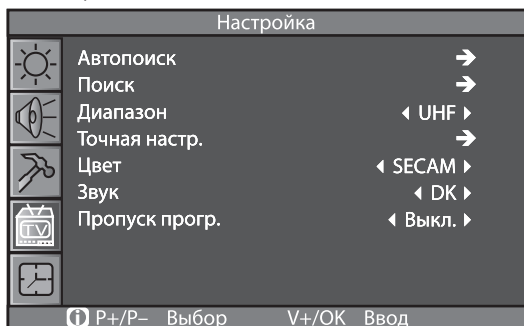 Настройка
Автопоиск
Поиск
Диапазон UHF
Точная настр.
Цвет SECAM
Звук DK
Пропуск прогр. Выкл.
TV
P+/P– Выбор V+/OK Ввод